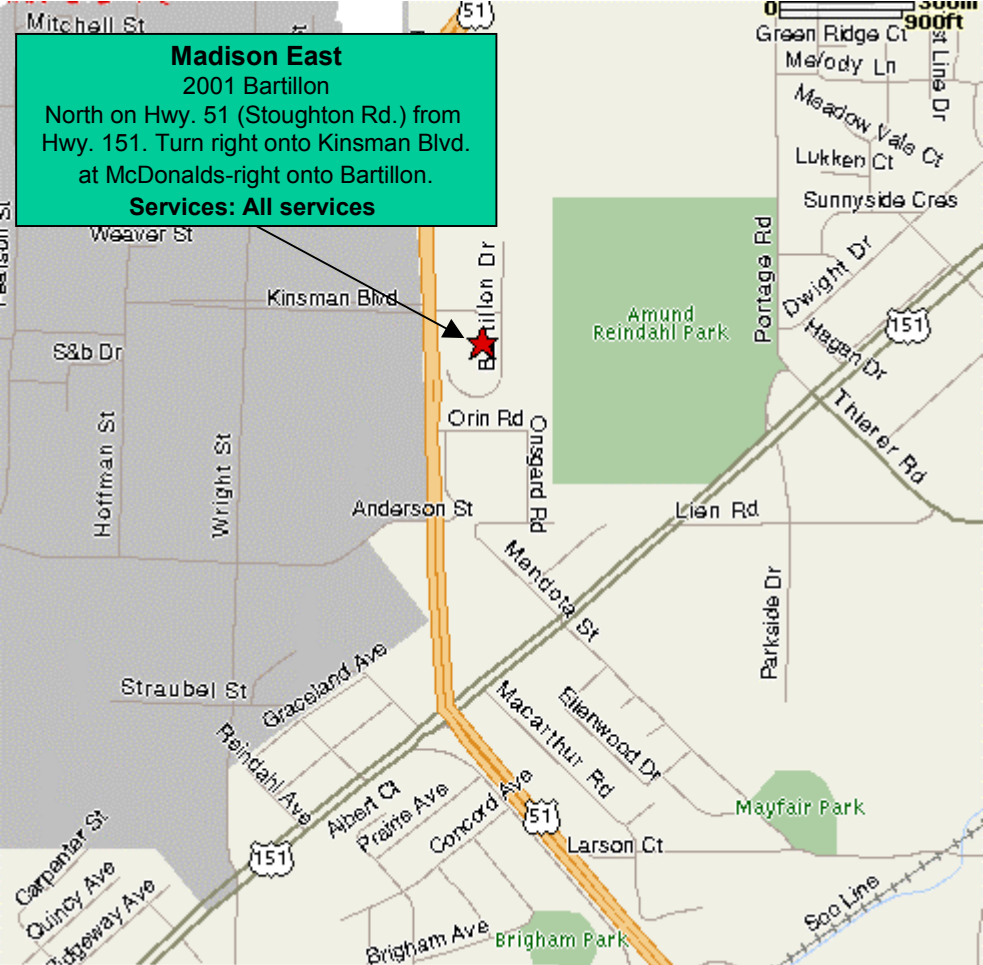 51
0
300m
900ft
Mitchell St
Green Ridge Ct
Melody Ln
Meadow Vale Ct
Lukken Ct
Sunnyside Cres
Madison East
2001 Bartillon
North on Hwy. 51 (Stoughton Rd.) from
Hwy. 151. Turn right onto Kinsman Blvd.
at McDonalds-right onto Bartillon.
Services: All services
Weaver St
Portage Rd
Dwight Dr
Kinsman Blvd
Bartillon Dr
Amund
Reindahl Park
151
Hagan Dr
S&b Dr
Thierer Rd
Hoffman St
Wright St
Orin Rd
Onsgard Rd
Anderson St
Lien Rd
Mendota St
Parkside Dr
Straubel St
Graceland Ave
Reindahl Ave
Macarthur Rd
Ellenwood Dr
Albert Ct
Prairie Ave
Concord Ave
51
Mayfair Park
Larson Ct
151
Carpenter St
Quincy Ave
Soo Line
Brigham Ave
Brigham Park